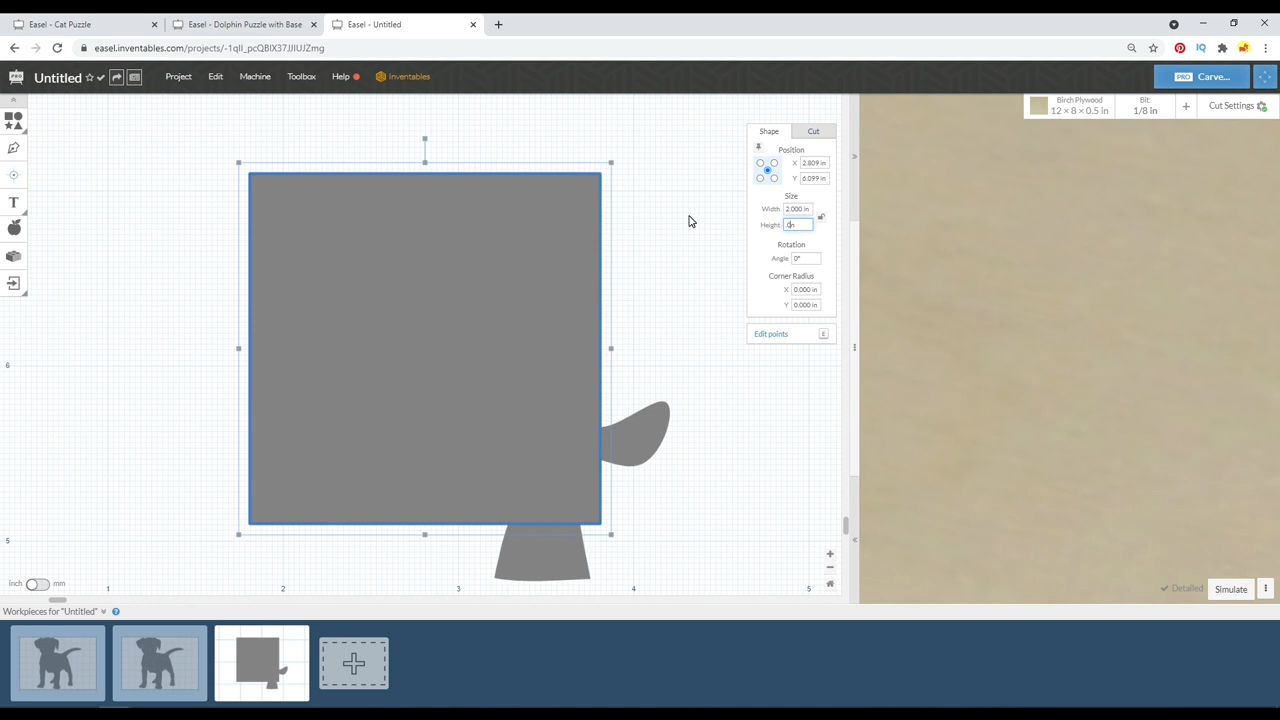 Easel - Cat Puzzle
Easel - Dolphin Puzzle with Base
Easel - Untitled
easel.inventables.com/projects/-1qlI_pcQBIX37JJIUJZmg
Untitled
Project
Edit
Machine
Toolbox
Help
Inventables
PRO
Carve...
Birch Plywood
12 × 8 × 0.5 in
Bit:
1/8 in
Cut Settings
Shape
Cut
Position
X 2.809 in
Y 6.099 in
Size
Width 2.000 in
Height
Rotation
Angle 0°
Corner Radius
X 0.000 in
Y 0.000 in
Edit points
E
6
5
1
2
3
4
5
inch
mm
Detailed
Simulate
Workpieces for "Untitled"